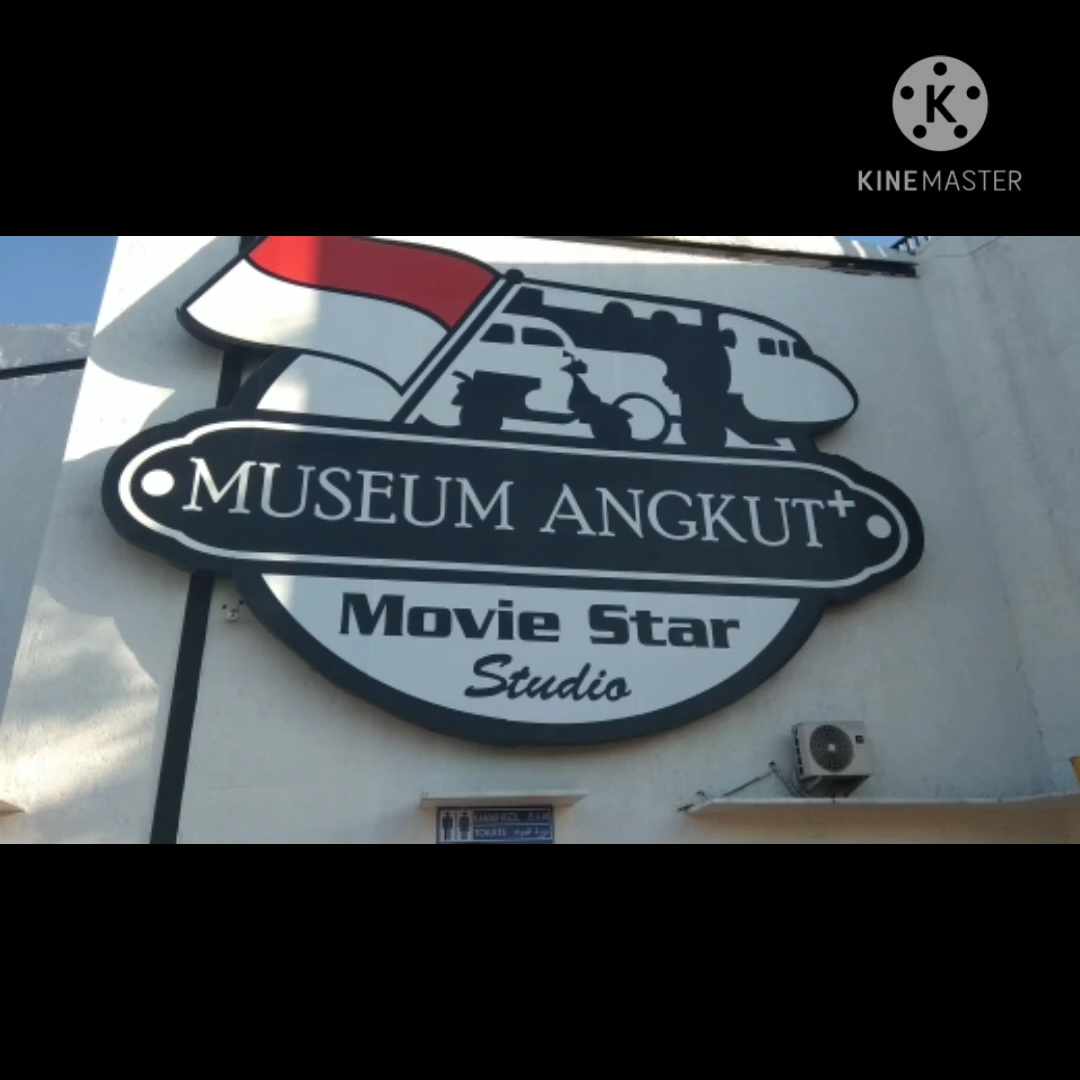 K
KINEMASTER
MUSEUM ANGKUT+
Movie Star
Studio
TOILETS